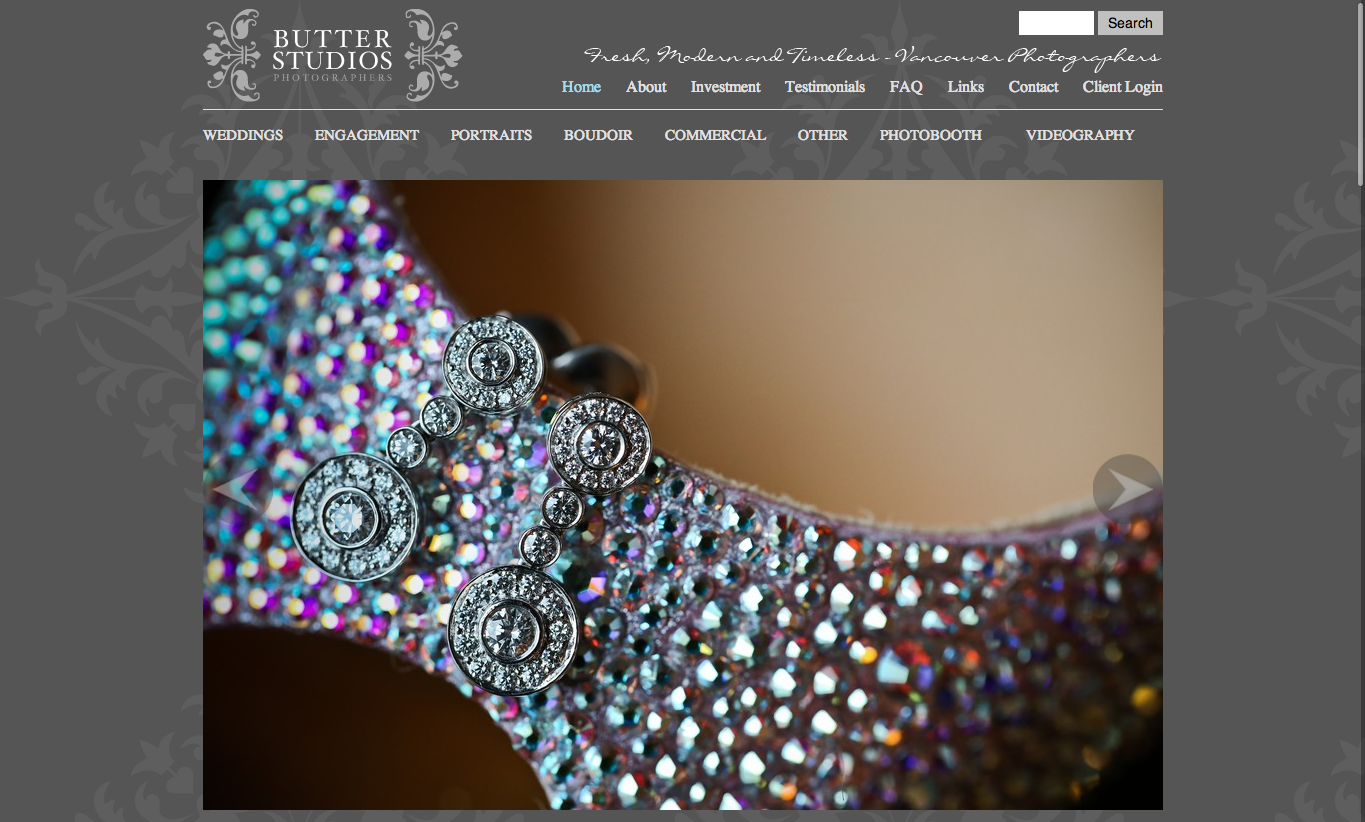 BUTTER
STUDIOS
PHOTOGRAPHERS
Search
Fresh, Modern and Timeless - Vancouver Photographers
Home About Investment Testimonials FAQ Links Contact Client Login
WEDDINGS ENGAGEMENT PORTRAITS BOUDOIR COMMERCIAL OTHER PHOTOBOOTH VIDEOGRAPHY